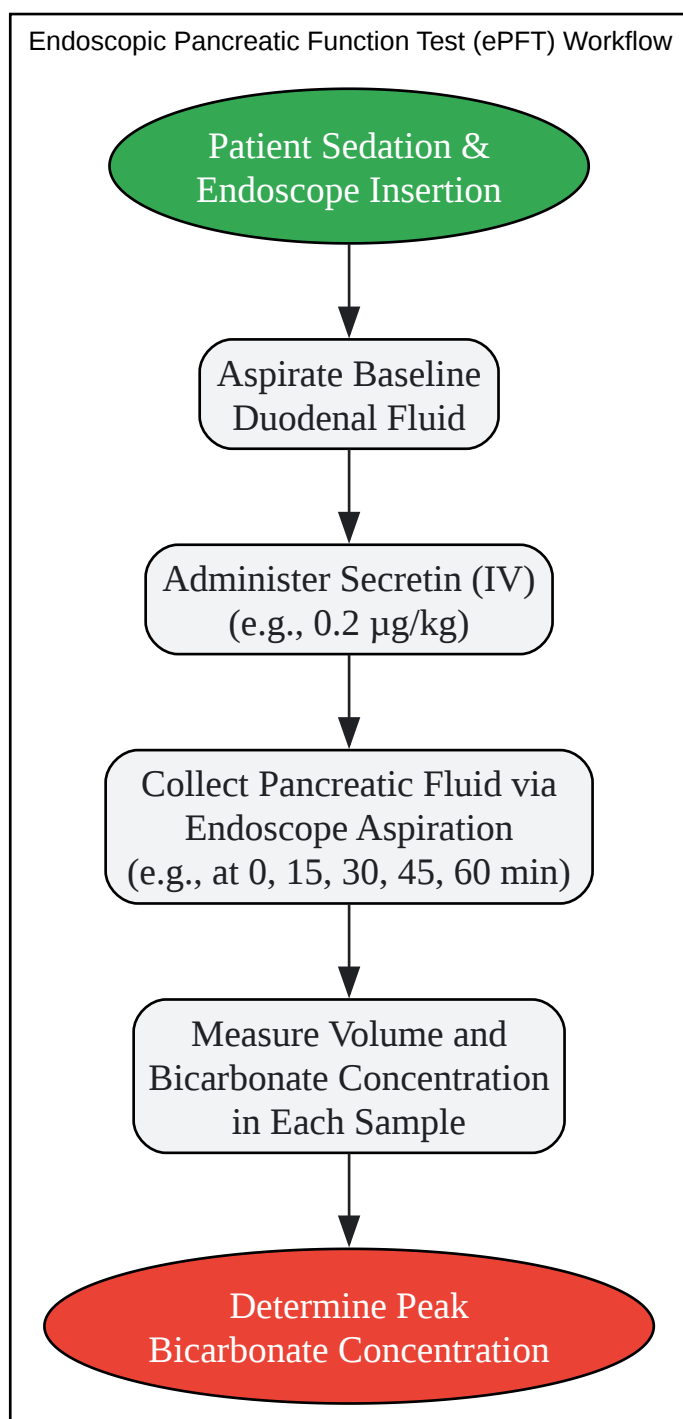 Endoscopic Pancreatic Function Test (ePFT) Workflow
Patient Sedation &
Endoscope Insertion
Aspirate Baseline
Duodenal Fluid
Administer Secretin (IV)
(e.g., 0.2 µg/kg)
Collect Pancreatic Fluid via
Endoscope Aspiration
(e.g., at 0, 15, 30, 45, 60 min)
Measure Volume and
Bicarbonate Concentration
in Each Sample
Determine Peak
Bicarbonate Concentration